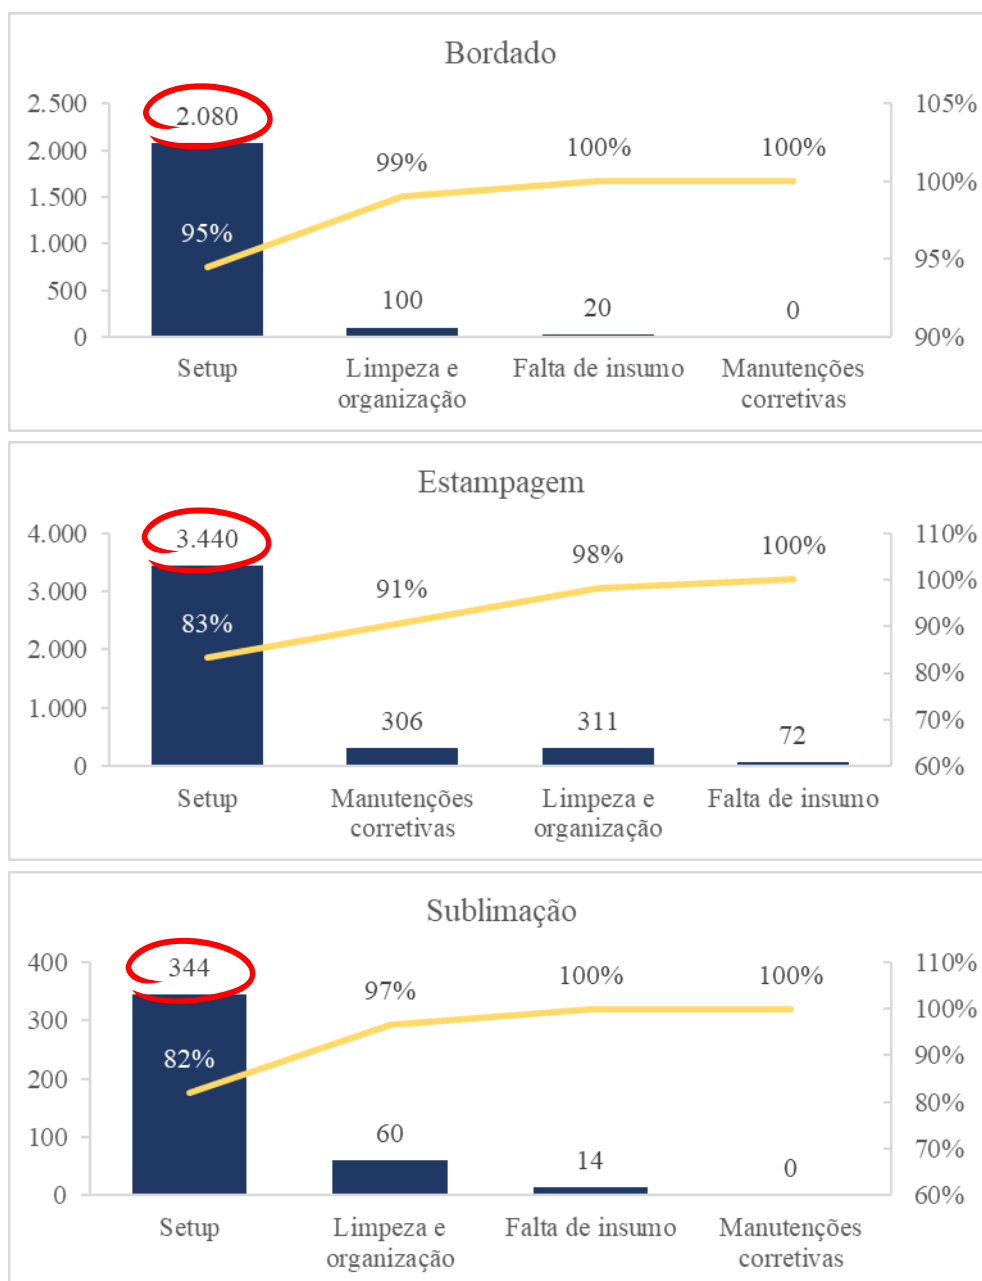 Bordado
2.500 2.080 105%
2.000 99% 100% 100% 100%
1.500
1.000 95% 95%
500 100 20 0
0 90%
Setup Limpeza e Falta de insumo Manutenções
organização corretivas
Estampagem
4.000 3.440 98% 100% 110%
3.000 91% 100%
83% 90%
2.000 80%
1.000 306 311 72 70%
0 60%
Setup Manutenções Limpeza e Falta de insumo
corretivas organização
Sublimação
400 344 97% 100% 100% 110%
300 100%
82% 90%
200 80%
100 60 14 0 70%
0 60%
Setup Limpeza e Falta de insumo Manutenções
organização corretivas